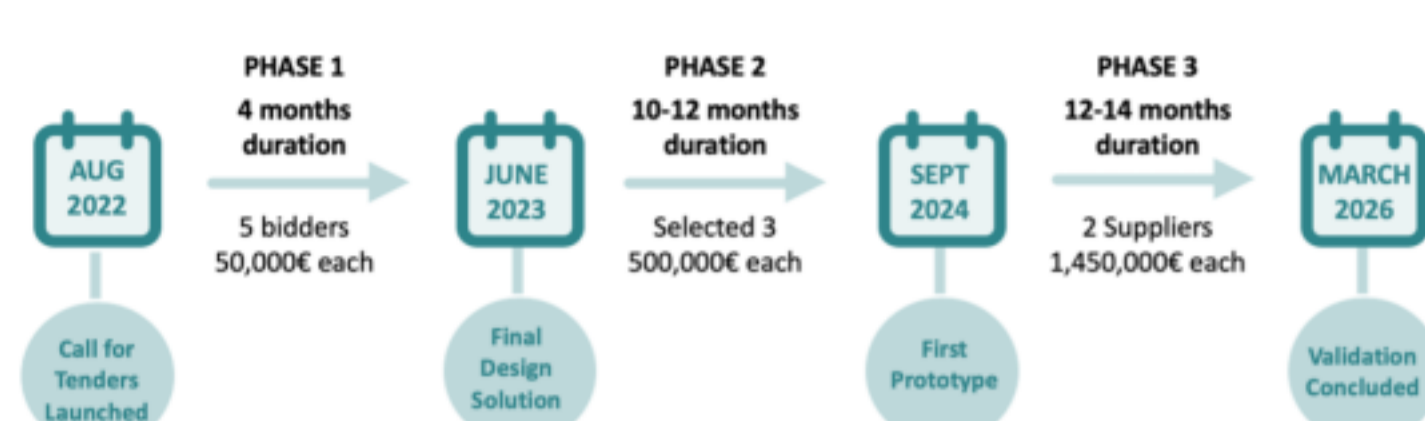 PHASE 1
4 months
duration
5 bidders
50,000€ each
PHASE 2
10-12 months
duration
Selected 3
500,000€ each
PHASE 3
12-14 months
duration
2 Suppliers
1,450,000€ each
AUG
2022
JUNE
2023
SEPT
2024
MARCH
2026
Call for
Tenders
Launched
Final
Design
Solution
First
Prototype
Validation
Concluded